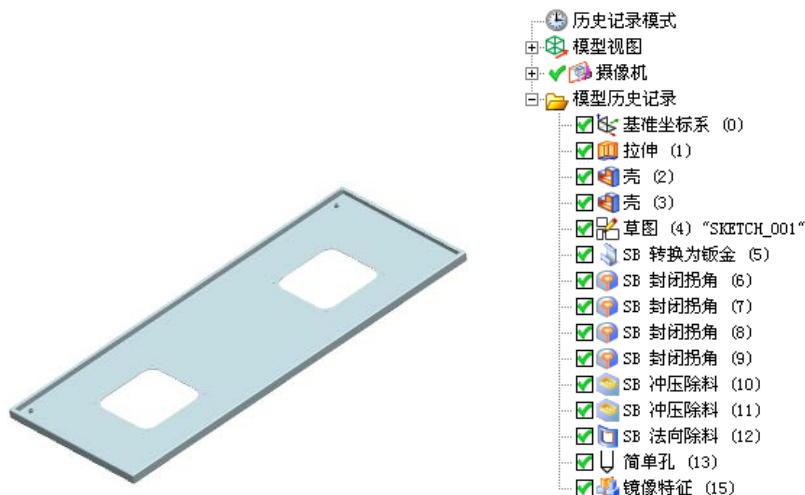 历史记录模式
模型视图
摄像机
模型历史记录
基准坐标系 (0)
拉伸 (1)
壳 (2)
壳 (3)
草图 (4) "SKETCH_001"
SB 转换为钣金 (5)
SB 封闭拐角 (6)
SB 封闭拐角 (7)
SB 封闭拐角 (8)
SB 封闭拐角 (9)
SB 冲压除料 (10)
SB 冲压除料 (11)
SB 法向除料 (12)
简单孔 (13)
镜像特征 (15)